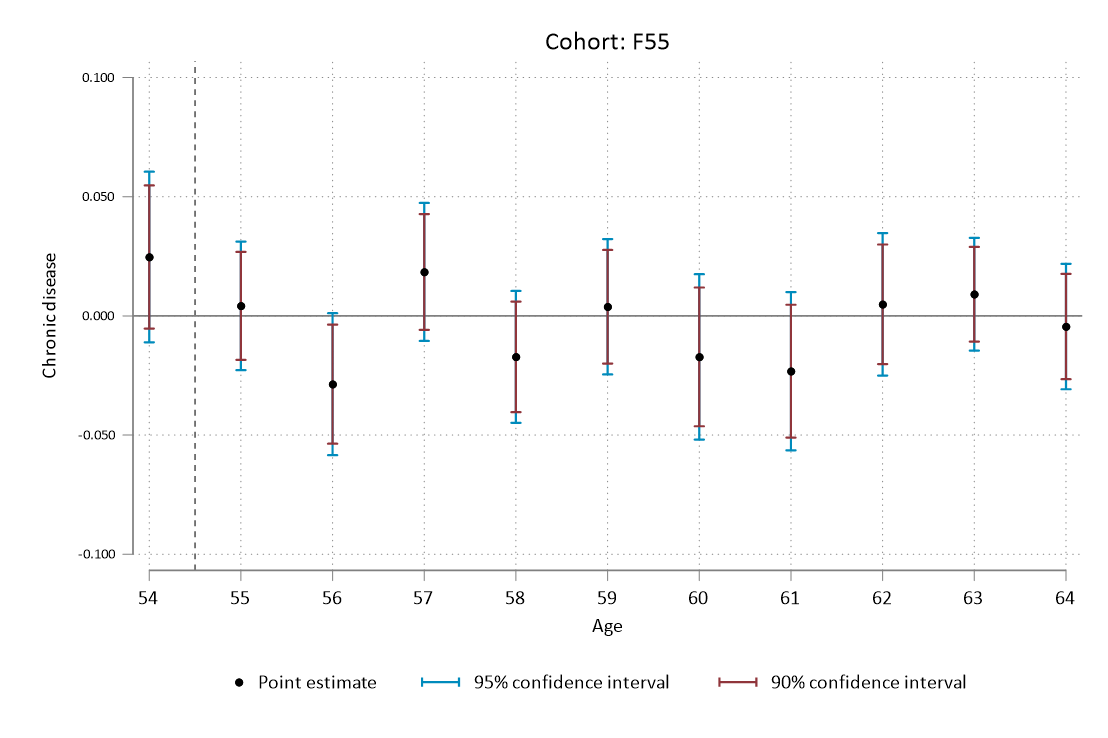 Cohort: F55
0.100
0.050
0.000
-0.050
-0.100
Chronic disease
54 55 56 57 58 59 60 61 62 63 64
Age
Point estimate 95% confidence interval 90% confidence interval